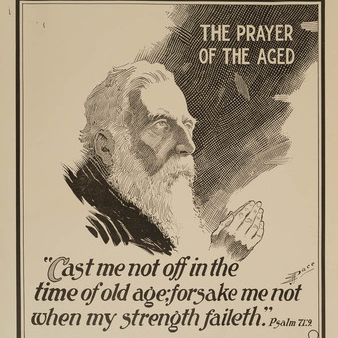 THE PRAYER
OF THE AGED
"Cast me not off in the
time of old age; forsake me not
when my strength faileth." Psalm 71:9.